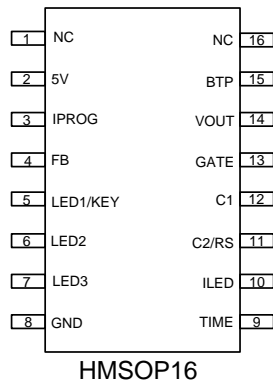 1 NC NC 16
2 5V BTP 15
3 IPROG VOUT 14
4 FB GATE 13
5 LED1/KEY C1 12
6 LED2 C2/RS 11
7 LED3 ILED 10
8 GND TIME 9
HMSOP16